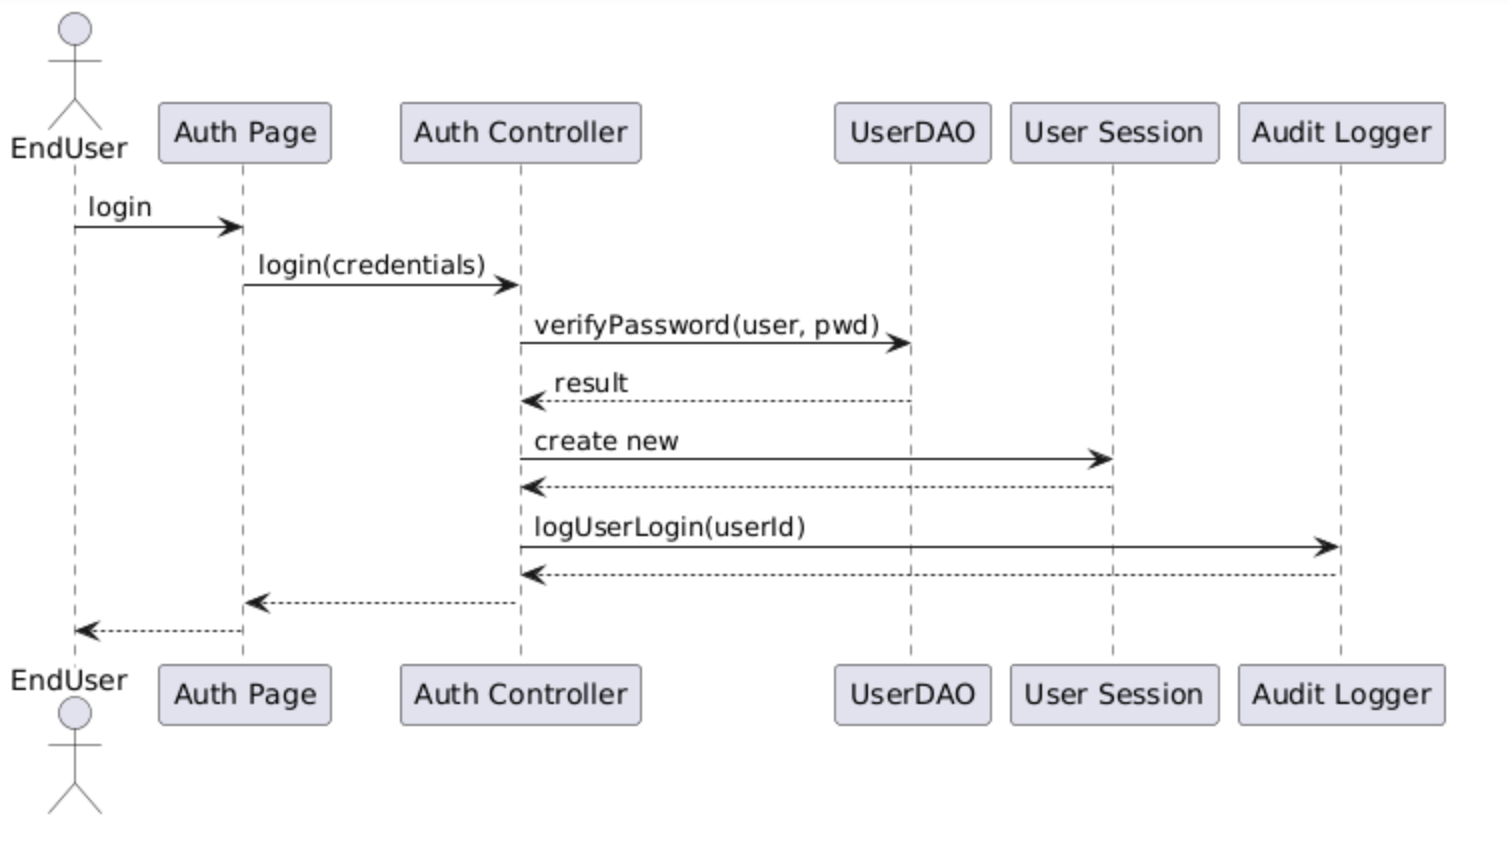 EndUser
Auth Page
Auth Controller
UserDAO
User Session
Audit Logger
login
login(credentials)
verifyPassword(user, pwd)
result
create new
logUserLogin(userId)
EndUser
Auth Page
Auth Controller
UserDAO
User Session
Audit Logger